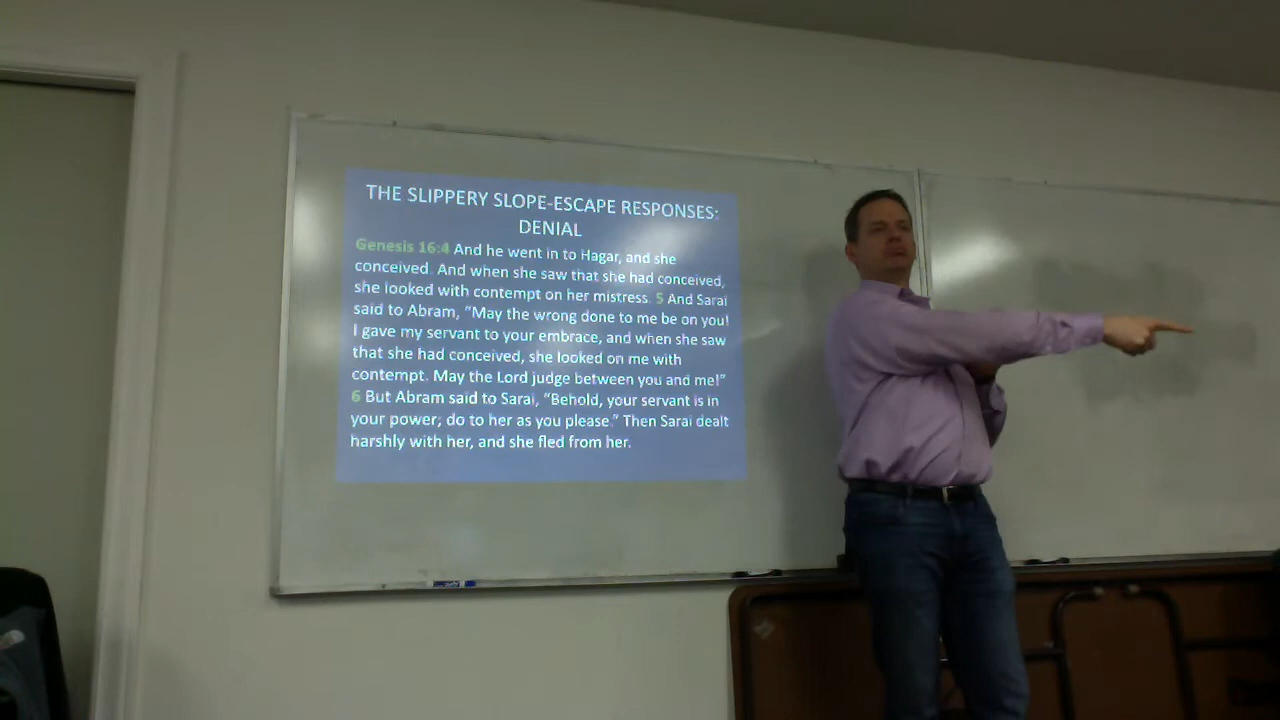 THE SLIPPERY SLOPE-ESCAPE RESPONSES:
DENIAL
Genesis 16:4 And he went in to Hagar, and she
conceived. And when she saw that she had conceived,
she looked with contempt on her mistress. 5 And Sarai
said to Abram, “May the wrong done to me be on you!
I gave my servant to your embrace, and when she saw
that she had conceived, she looked on me with
contempt. May the Lord judge between you and me!”
6 But Abram said to Sarai, “Behold, your servant is in
your power; do to her as you please.” Then Sarai dealt
harshly with her, and she fled from her.